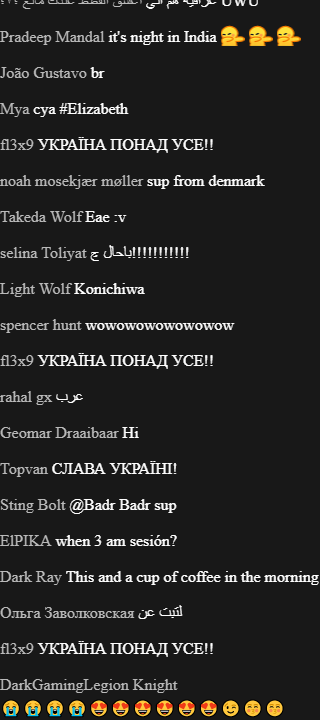 UWU
Pradeep Mandal it's night in India 🫡🫡🫡
João Gustavo br
Mya cya #Elizabeth
fl3x9 УКРАЇНА ПОНАД УСЕ!!
noah mosekjær møller sup from denmark
Takeda Wolf Eae :v
selina Toliyat باحال ج!!!!!!!!!!!
Light Wolf Konichiwa
spencer hunt wowowowowowowow
fl3x9 УКРАЇНА ПОНАД УСЕ!!
rahal gx عرب
Geomar Draaibaar Hi
Topvan СЛАВА УКРАЇНІ!
Sting Bolt @Badr Badr sup
ElPIKA when 3 am sesión?
Dark Ray This and a cup of coffee in the morning
Ольга Заволковская لتبث عن
fl3x9 УКРАЇНА ПОНАД УСЕ!!
DarkGamingLegion Knight
😭😭😭😭😍😍😍😍😍😍😉😚😚